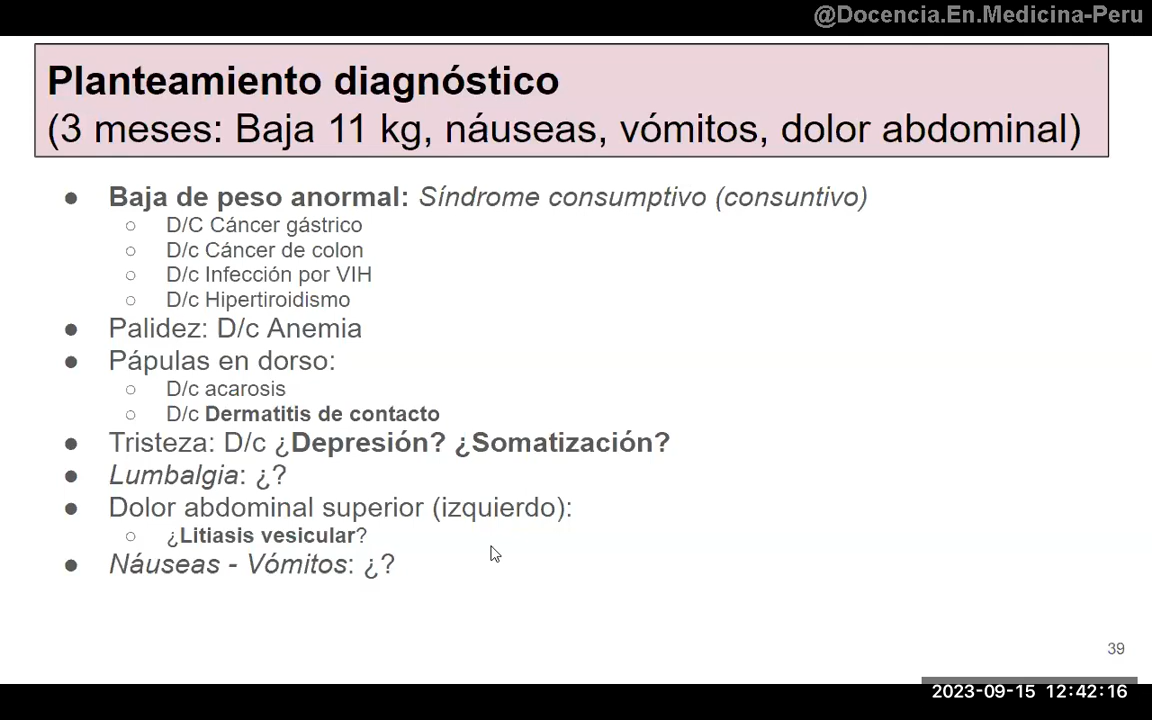 @Docencia.En.Medicina-Peru
Planteamiento diagnóstico
(3 meses: Baja 11 kg, náuseas, vómitos, dolor abdominal)
● Baja de peso anormal: Síndrome consumptivo (consuntivo)
○ D/C Cáncer gástrico
○ D/c Cáncer de colon
○ D/c Infección por VIH
○ D/c Hipertiroidismo
● Palidez: D/c Anemia
● Pápulas en dorso:
○ D/c acarosis
○ D/c Dermatitis de contacto
● Tristeza: D/c ¿Depresión? ¿Somatización?
● Lumbalgia: ¿?
● Dolor abdominal superior (izquierdo):
○ ¿Litiasis vesicular?
● Náuseas - Vómitos: ¿?
39
2023-09-15 12:42:16